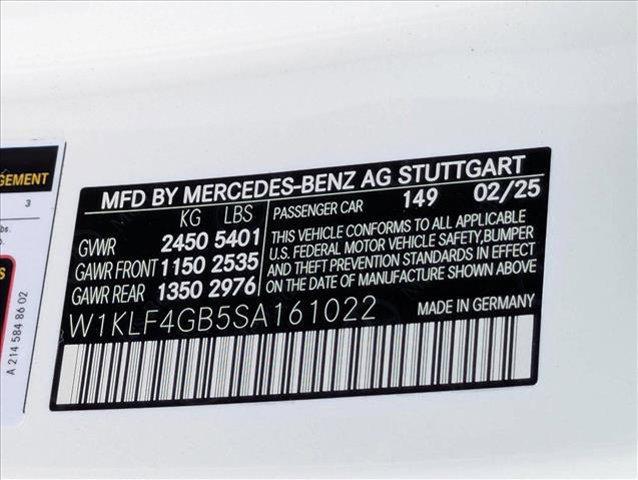 GEMENT
3
bs.
A 214 584 86 02
MFD BY MERCEDES-BENZ AG STUTTGART
KG LBS
GVWR 2450 5401
GAWR FRONT 1150 2535
GAWR REAR 1350 2976
PASSENGER CAR 149 02/25
THIS VEHICLE CONFORMS TO ALL APPLICABLE
U.S. FEDERAL MOTOR VEHICLE SAFETY, BUMPER
AND THEFT PREVENTION STANDARDS IN EFFECT
ON THE DATE OF MANUFACTURE SHOWN ABOVE
W1KLF4GB5SA161022
MADE IN GERMANY